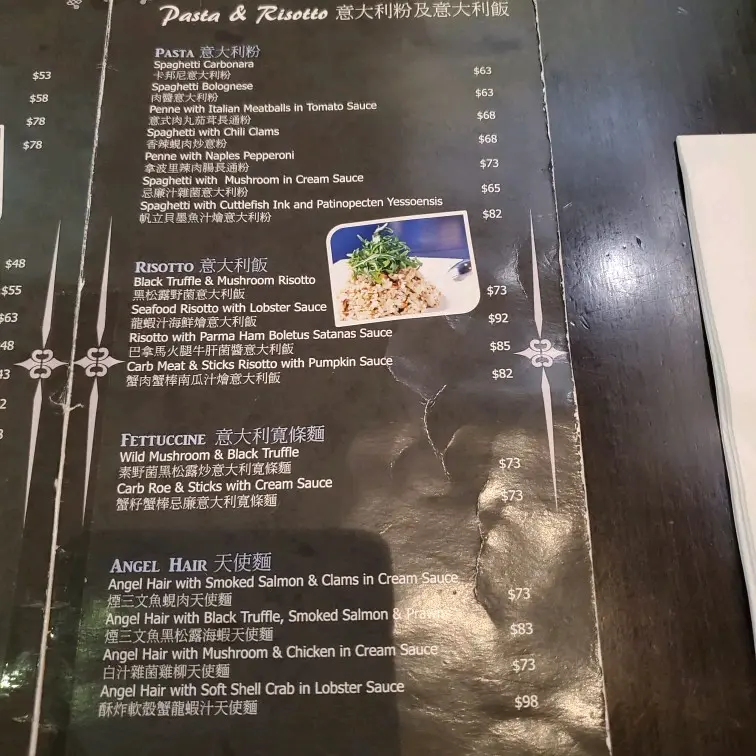 Pasta & Risotto 意大利粉及意大利飯
PASTA 意大利粉
Spaghetti Carbonara
卡邦尼意大利粉 $63
Spaghetti Bolognese
肉醬意大利粉 $63
Penne with Italian Meatballs in Tomato Sauce
意式肉丸茄茸長通粉 $68
Spaghetti with Chili Clams
香辣蜆肉炒意粉 $68
Penne with Naples Pepperoni
拿波里辣肉腸長通粉 $73
Spaghetti with Mushroom in Cream Sauce
忌廉汁雜菌意大利粉 $65
Spaghetti with Cuttlefish Ink and Patinopecten Yessoensis
帆立貝墨魚汁燴意大利粉 $82
RISOTTO 意大利飯
Black Truffle & Mushroom Risotto
黑松露野菌意大利飯 $73
Seafood Risotto with Lobster Sauce
龍蝦汁海鮮燴意大利飯 $92
Risotto with Parma Ham Boletus Satanas Sauce
巴拿馬火腿牛肝菌醬意大利飯 $85
Carb Meat & Sticks Risotto with Pumpkin Sauce
蟹肉蟹棒南瓜汁燴意大利飯 $82
FETTUCCINE 意大利寬條麵
Wild Mushroom & Black Truffle
素野菌黑松露炒意大利寬條麵 $73
Carb Roe & Sticks with Cream Sauce
蟹籽蟹棒忌廉意大利寬條麵 $73
ANGEL HAIR 天使麵
Angel Hair with Smoked Salmon & Clams in Cream Sauce
煙三文魚蜆肉天使麵 $73
Angel Hair with Black Truffle, Smoked Salmon & Prawn
煙三文魚黑松露海蝦天使麵 $83
Angel Hair with Mushroom & Chicken in Cream Sauce
白汁雜菌雞柳天使麵 $73
Angel Hair with Soft Shell Crab in Lobster Sauce
酥炸軟殼蟹龍蝦汁天使麵 $98
$53
$58
$78
$78
$48
$55
$63